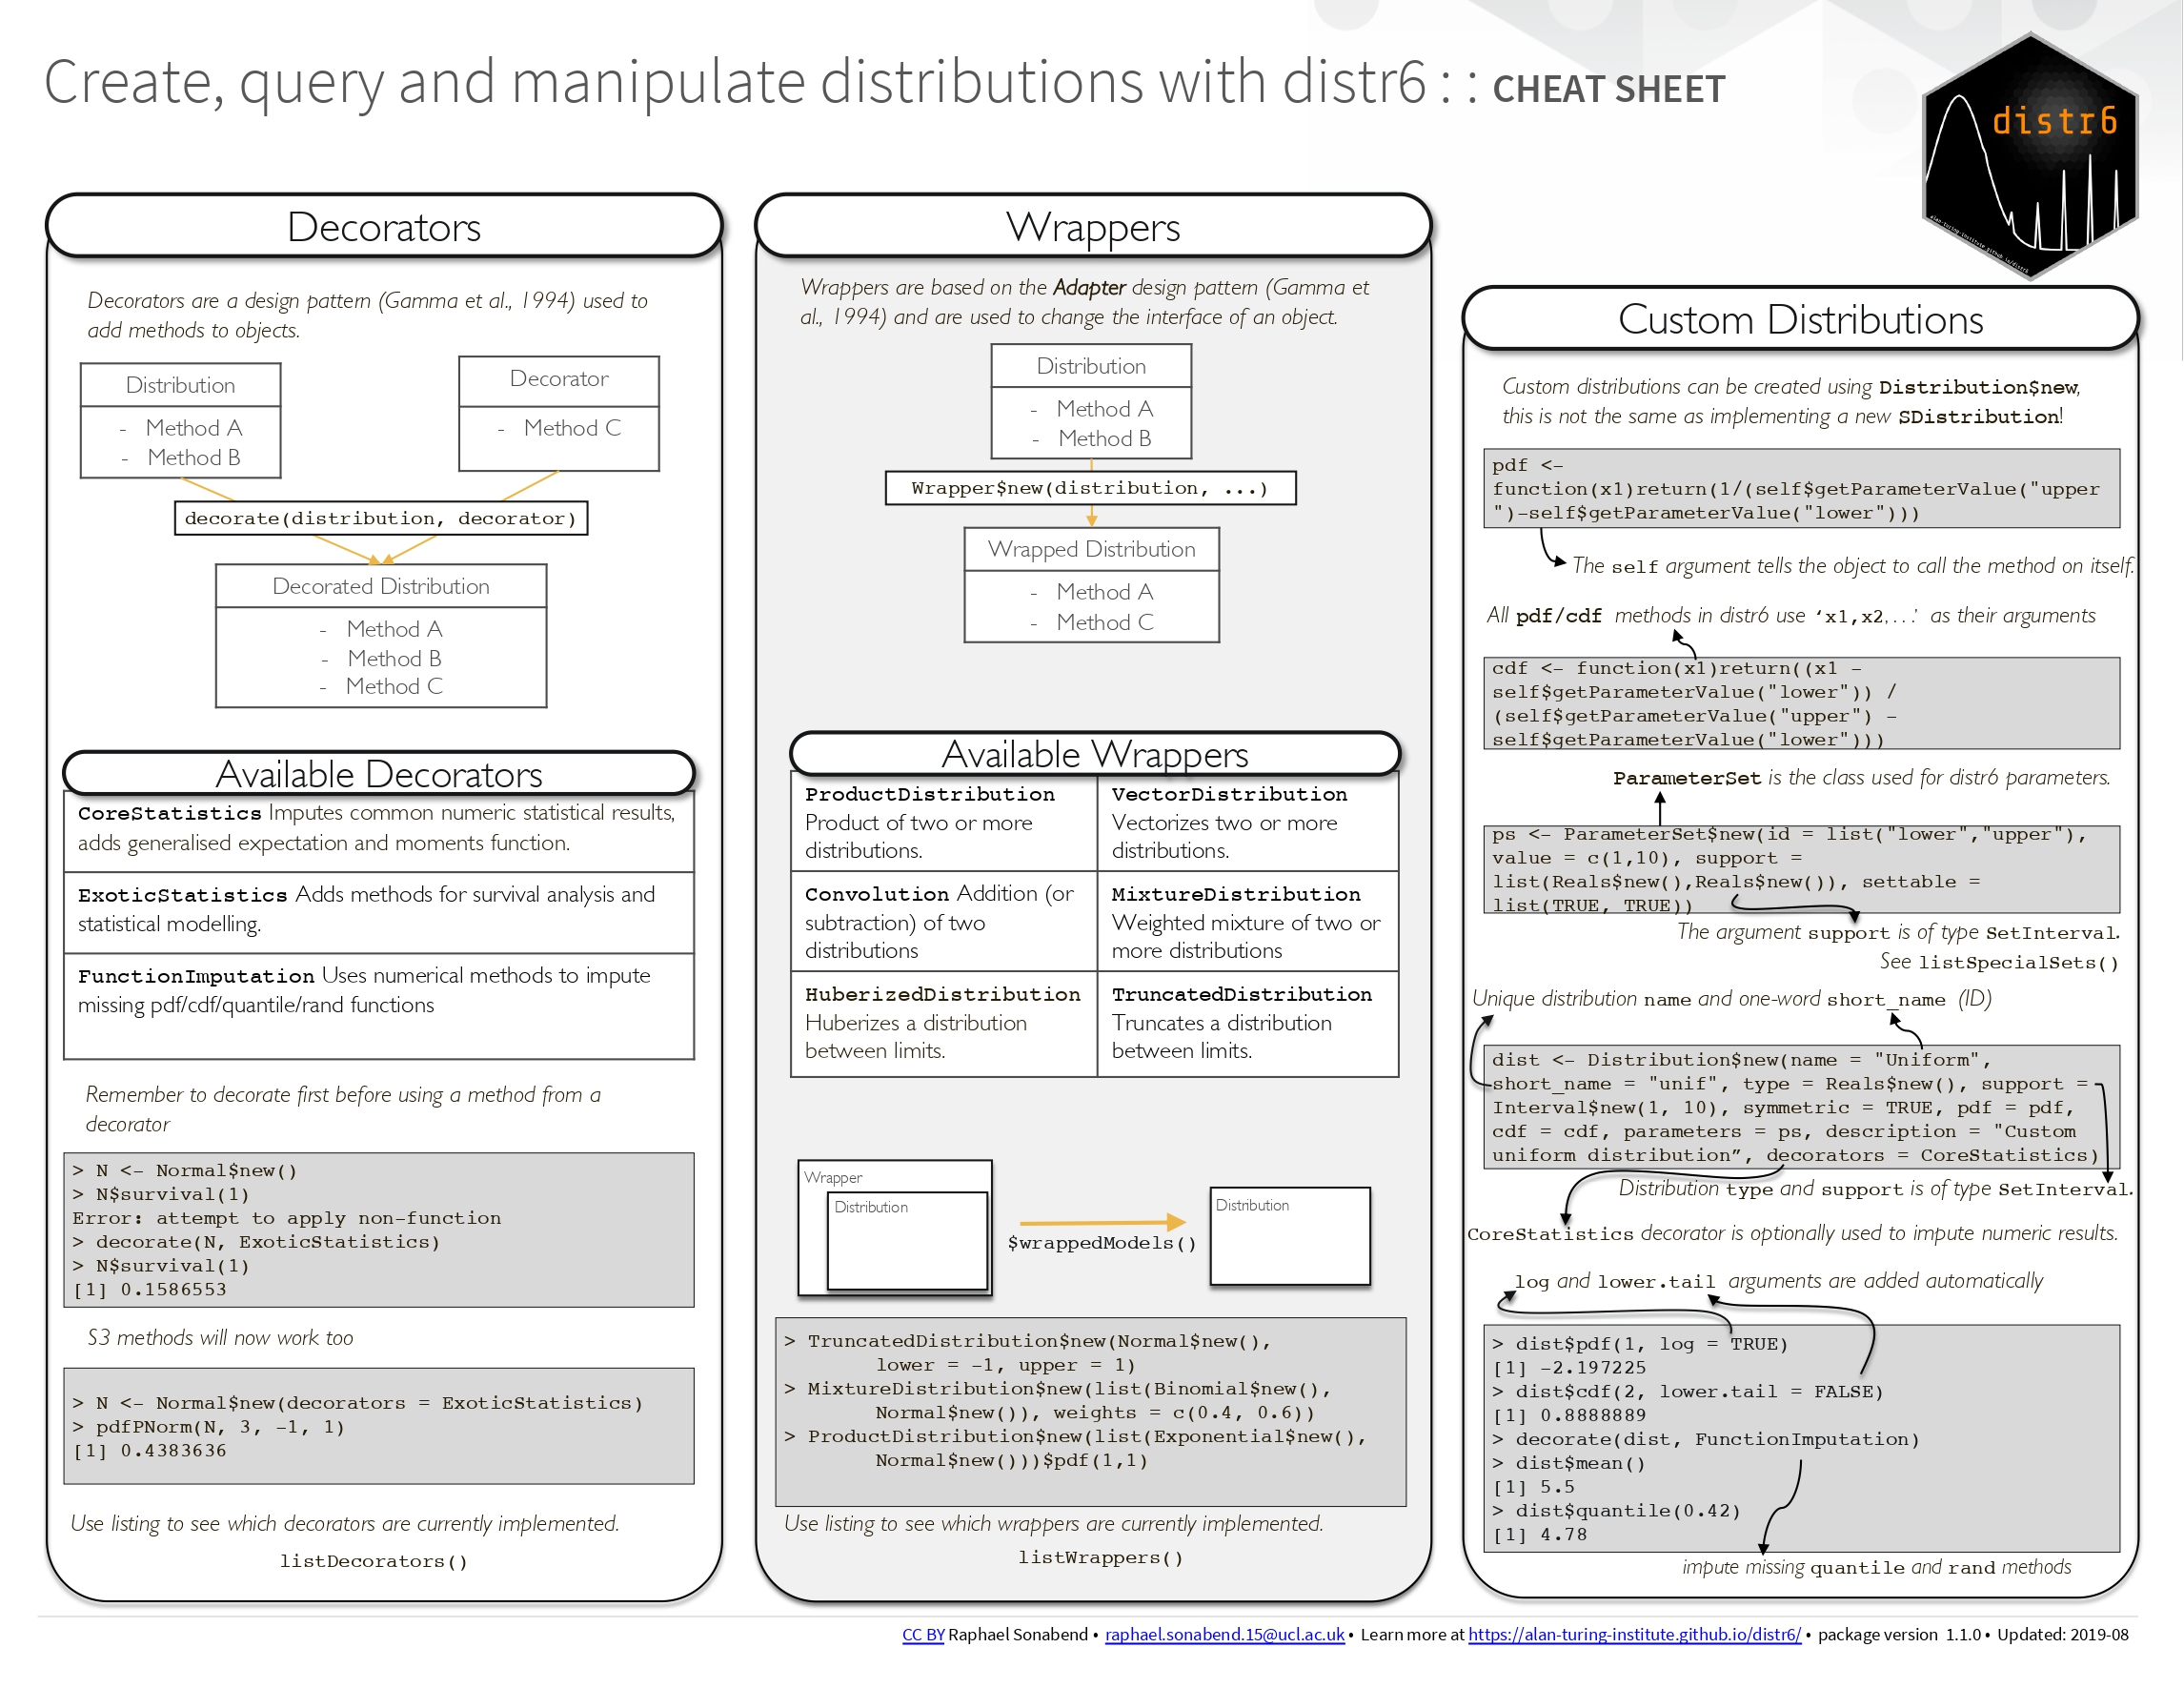 Create, query and manipulate distributions with distr6 : : CHEAT SHEET
distr6
alan-turing-institute.github.io/distr6
Decorators
Decorators are a design pattern (Gamma et al., 1994) used to
add methods to objects.
Distribution
- Method A
- Method B
Decorator
- Method C
decorate(distribution, decorator)
Decorated Distribution
- Method A
- Method B
- Method C
Available Decorators
CoreStatistics Imputes common numeric statistical results,
adds generalised expectation and moments function.
ExoticStatistics Adds methods for survival analysis and
statistical modelling.
FunctionImputation Uses numerical methods to impute
missing pdf/cdf/quantile/rand functions
Remember to decorate first before using a method from a
decorator
> N <- Normal$new()
> N$survival(1)
Error: attempt to apply non-function
> decorate(N, ExoticStatistics)
> N$survival(1)
[1] 0.1586553
S3 methods will now work too
> N <- Normal$new(decorators = ExoticStatistics)
> pdfPNorm(N, 3, -1, 1)
[1] 0.4383636
Use listing to see which decorators are currently implemented.
listDecorators()
Wrappers
Wrappers are based on the Adapter design pattern (Gamma et
al., 1994) and are used to change the interface of an object.
Distribution
- Method A
- Method B
Wrapper$new(distribution, ...)
Wrapped Distribution
- Method A
- Method C
Available Wrappers
ProductDistribution
Product of two or more
distributions.
VectorDistribution
Vectorizes two or more
distributions.
Convolution Addition (or
subtraction) of two
distributions
MixtureDistribution
Weighted mixture of two or
more distributions
HuberizedDistribution
Huberizes a distribution
between limits.
TruncatedDistribution
Truncates a distribution
between limits.
Wrapper
Distribution
$wrappedModels()
Distribution
> TruncatedDistribution$new(Normal$new(),
lower = -1, upper = 1)
> MixtureDistribution$new(list(Binomial$new(),
Normal$new()), weights = c(0.4, 0.6))
> ProductDistribution$new(list(Exponential$new(),
Normal$new()))$pdf(1,1)
Use listing to see which wrappers are currently implemented.
listWrappers()
Custom Distributions
Custom distributions can be created using Distribution$new,
this is not the same as implementing a new SDistribution!
pdf <-
function(x1)return(1/(self$getParameterValue("upper
")-self$getParameterValue("lower")))
The self argument tells the object to call the method on itself.
All pdf/cdf methods in distr6 use ‘x1,x2,…’ as their arguments
cdf <- function(x1)return((x1 -
self$getParameterValue("lower")) /
(self$getParameterValue("upper") -
self$getParameterValue("lower")))
ParameterSet is the class used for distr6 parameters.
ps <- ParameterSet$new(id = list("lower","upper"),
value = c(1,10), support =
list(Reals$new(),Reals$new()), settable =
list(TRUE, TRUE))
The argument support is of type SetInterval.
See listSpecialSets()
Unique distribution name and one-word short_name (ID)
dist <- Distribution$new(name = "Uniform",
short_name = "unif", type = Reals$new(), support =
Interval$new(1, 10), symmetric = TRUE, pdf = pdf,
cdf = cdf, parameters = ps, description = "Custom
uniform distribution”, decorators = CoreStatistics)
Distribution type and support is of type SetInterval.
CoreStatistics decorator is optionally used to impute numeric results.
log and lower.tail arguments are added automatically
> dist$pdf(1, log = TRUE)
[1] -2.197225
> dist$cdf(2, lower.tail = FALSE)
[1] 0.8888889
> decorate(dist, FunctionImputation)
> dist$mean()
[1] 5.5
> dist$quantile(0.42)
[1] 4.78
impute missing quantile and rand methods
CC BY Raphael Sonabend • raphael.sonabend.15@ucl.ac.uk • Learn more at https://alan-turing-institute.github.io/distr6/ • package version 1.1.0 • Updated: 2019-08